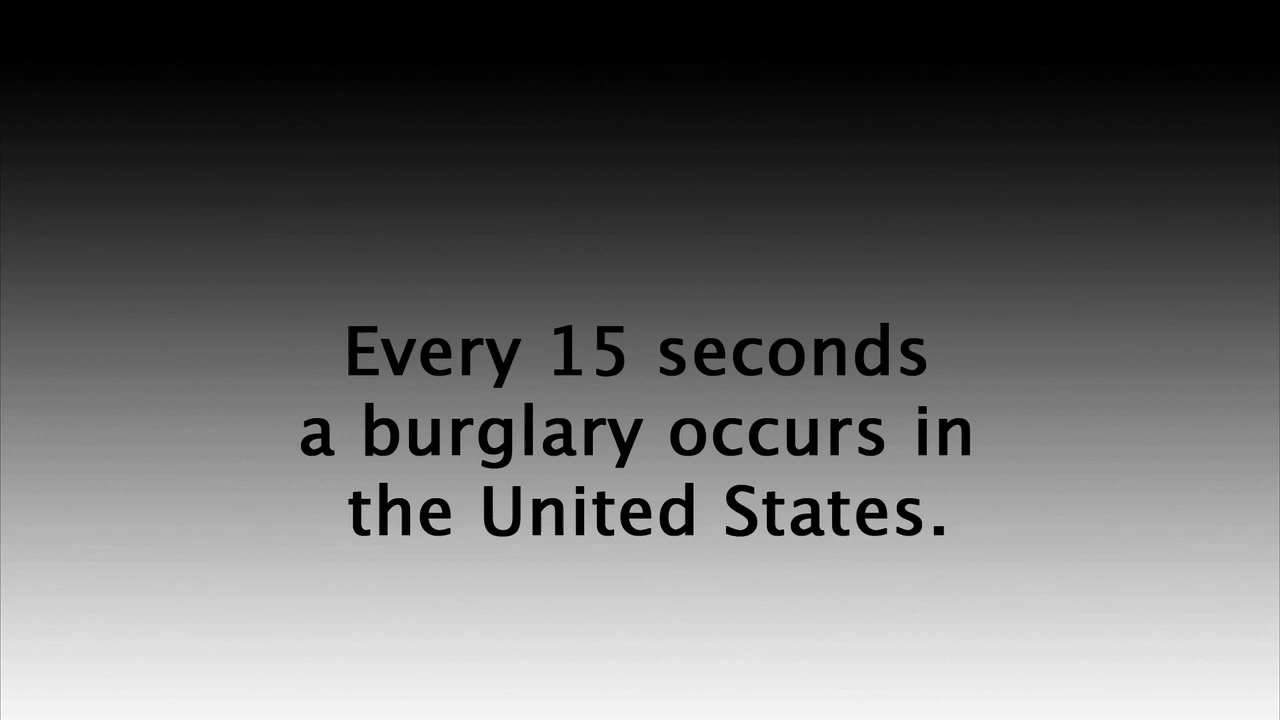 Every 15 seconds
a burglary occurs in
the United States.